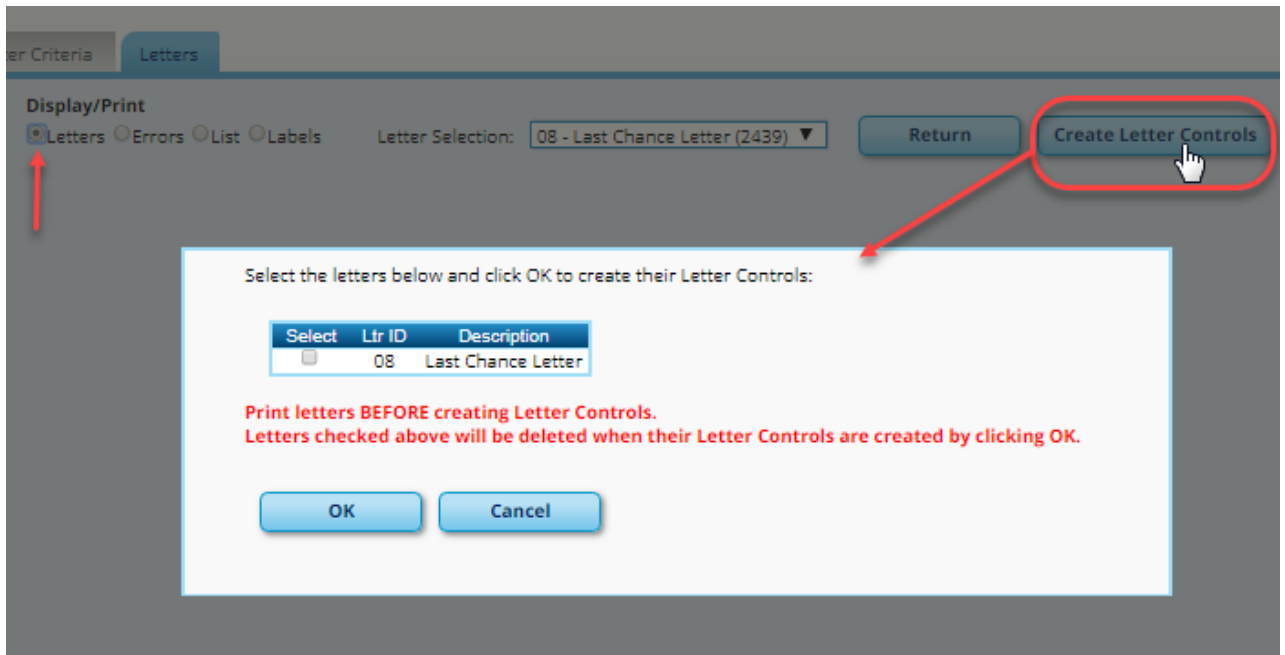 er Criteria Letters
Display/Print
Letters Errors List Labels Letter Selection: 08 - Last Chance Letter (2439) Return Create Letter Controls
Select the letters below and click OK to create their Letter Controls:
Select Ltr ID Description
08 Last Chance Letter
Print letters BEFORE creating Letter Controls.
Letters checked above will be deleted when their Letter Controls are created by clicking OK.
OK Cancel